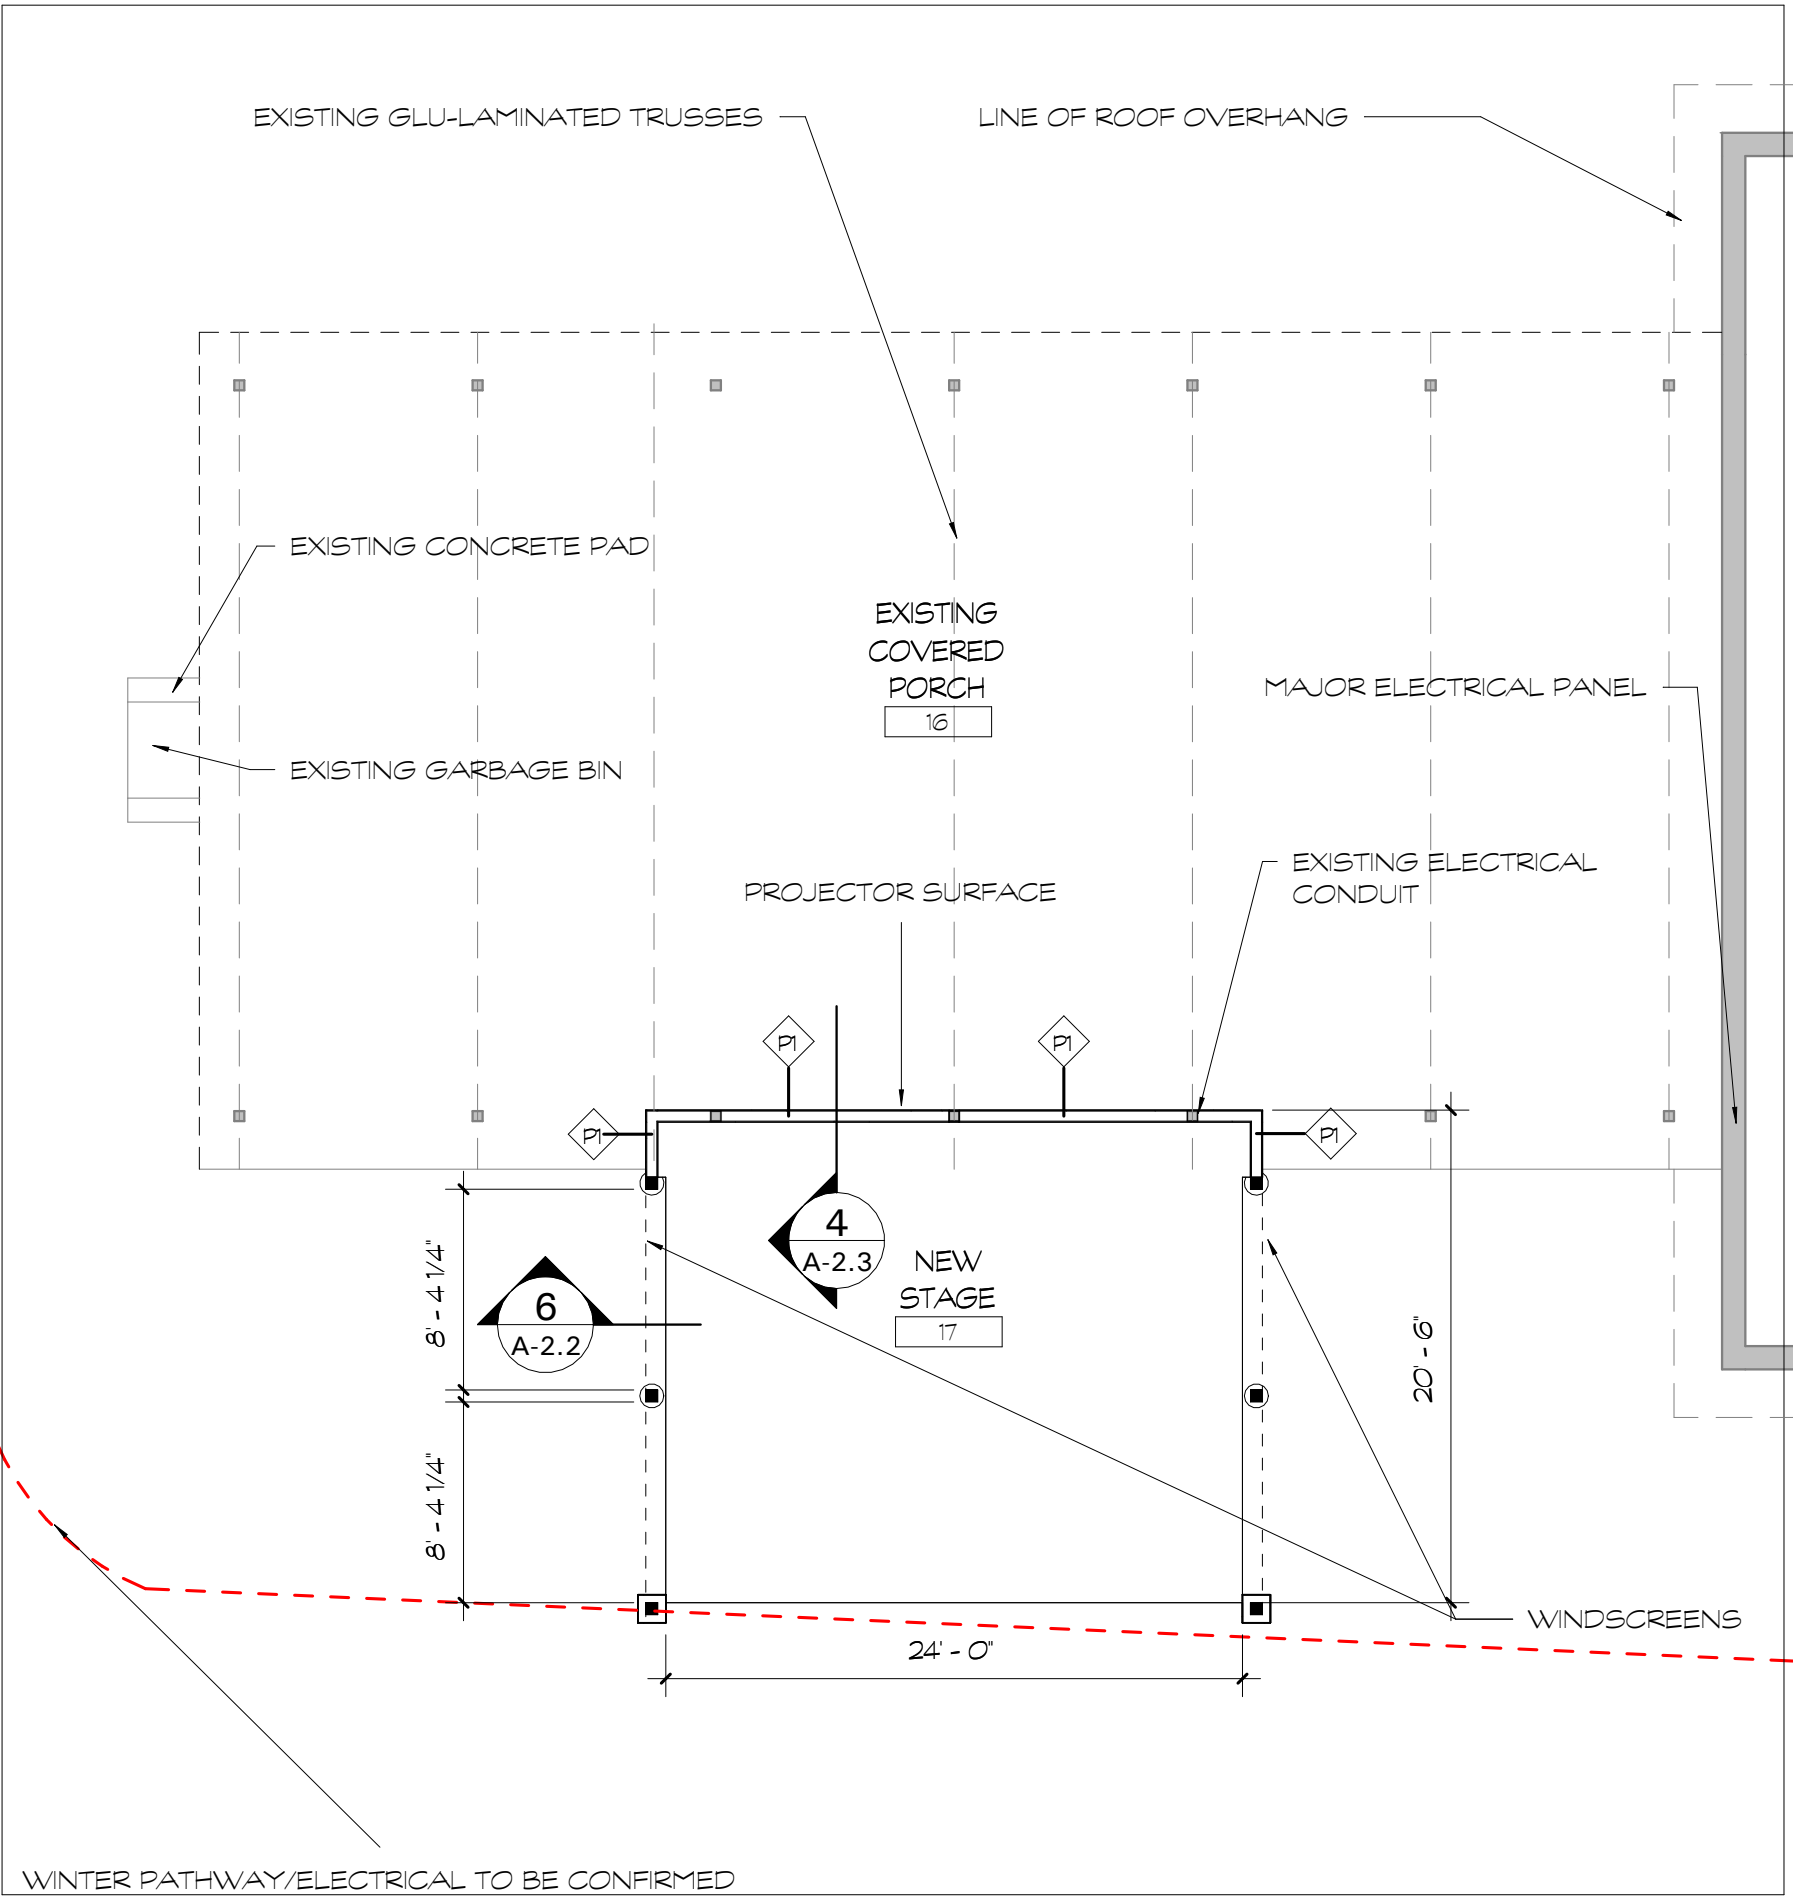 EXISTING GLU-LAMINATED TRUSSES
LINE OF ROOF OVERHANG
EXISTING CONCRETE PAD
EXISTING
COVERED
PORCH
16
MAJOR ELECTRICAL PANEL
EXISTING GARBAGE BIN
EXISTING ELECTRICAL
CONDUIT
PROJECTOR SURFACE
P1
P1
P1
P1
4
A-2.3
NEW
STAGE
17
6
A-2.2
8' - 4 1/4"
8' - 4 1/4"
20' - 6"
WINDSCREENS
24' - 0"
WINTER PATHWAY/ELECTRICAL TO BE CONFIRMED